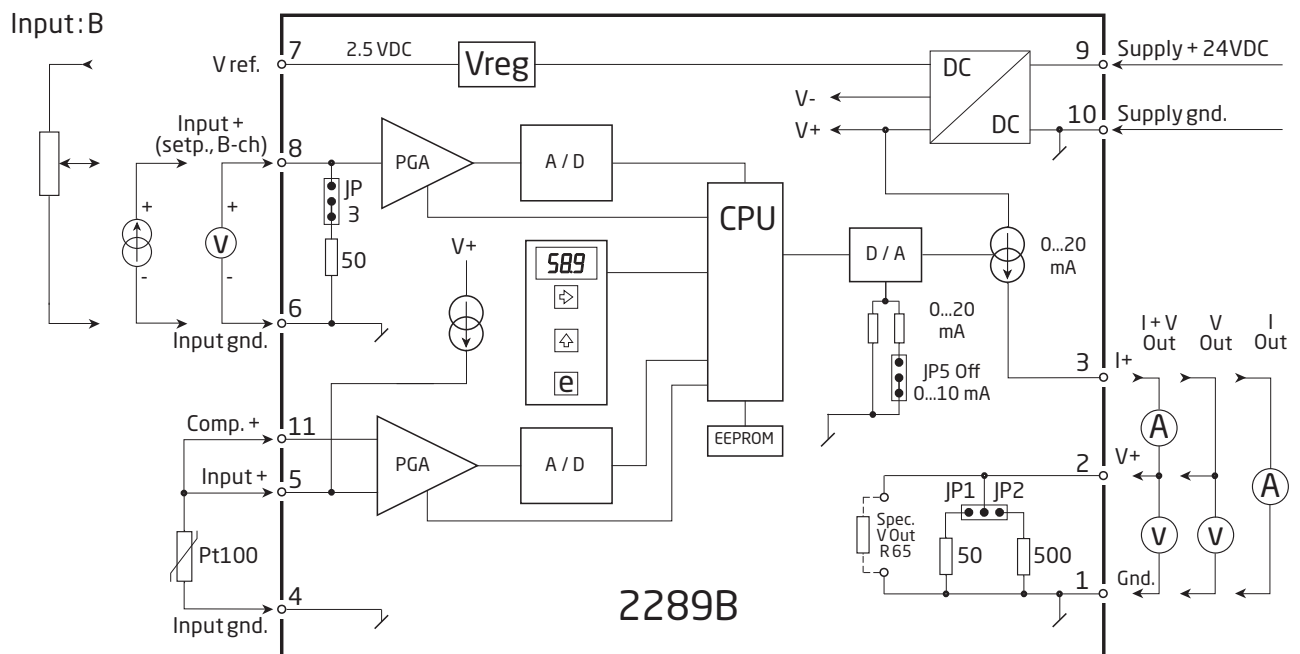 Input: B
V ref.
7
2.5 VDC
Vreg
DC
DC
9
Supply + 24VDC
10
Supply gnd.
V-
V+
Input +
(setp., B-ch)
8
PGA
A / D
JP
3
50
+
-
+
V
-
6
Input gnd.
V+
58.9
e
CPU
EEPROM
D / A
0...20
mA
0...20
mA
JP5 Off
0...10 mA
I + V
Out
V
Out
I
Out
3
I+
A
A
V
V
Comp. +
11
Input +
5
PGA
A / D
Pt100
4
Input gnd.
2
V+
JP1
JP2
Spec.
V Out
R 65
50
500
1
Gnd.
2289B